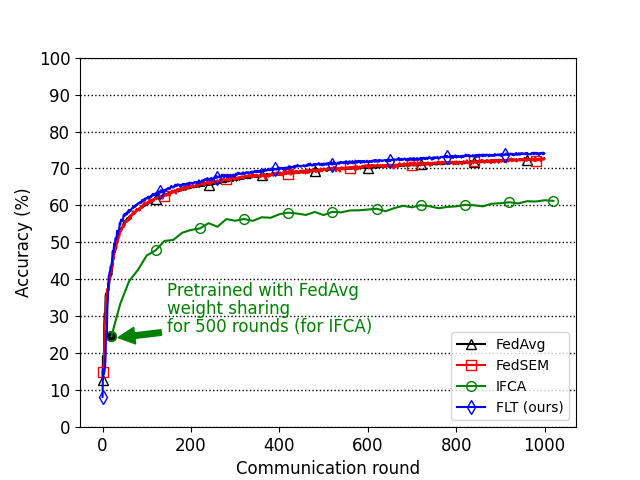 100
90
80
70
60
50
40
30
20
10
0
Accuracy (%)
Pretrained with FedAvg
weight sharing
for 500 rounds (for IFCA)
FedAvg
FedSEM
IFCA
FLT (ours)
0 200 400 600 800 1000
Communication round